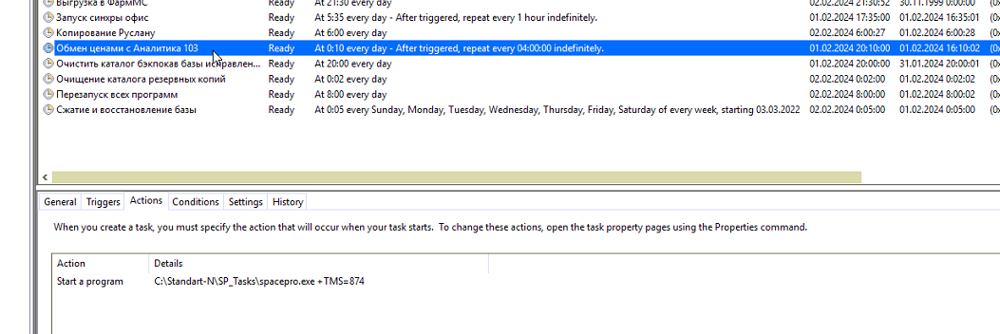 Выгрузка в ФармМС Ready At 21:30 every day 02.02.2024 21:30:52 30.11.1999 0:00:00 (0x
Запуск синхры офис Ready At 5:35 every day - After triggered, repeat every 1 hour indefinitely. 01.02.2024 17:35:00 01.02.2024 16:35:01 (0x
Копирование Руслану Ready At 6:00 every day 02.02.2024 6:00:27 01.02.2024 6:00:28 (0x
Обмен ценами с Аналитика 103 Ready At 0:10 every day - After triggered, repeat every 04:00:00 indefinitely. 01.02.2024 20:10:00 01.02.2024 16:10:02 (0x
Очистить каталог бэкпокав базы исправлен... Ready At 20:00 every day 01.02.2024 20:00:00 31.01.2024 20:00:01 (0x
Очищение каталога резервных копий Ready At 0:02 every day 02.02.2024 0:02:00 01.02.2024 0:02:02 (0x
Перезапуск всех программ Ready At 8:00 every day 02.02.2024 8:00:00 01.02.2024 8:00:02 (0x
Сжатие и восстановление базы Ready At 0:05 every Sunday, Monday, Tuesday, Wednesday, Thursday, Friday, Saturday of every week, starting 03.03.2022 02.02.2024 0:05:00 01.02.2024 0:05:00 (0x
General Triggers Actions Conditions Settings History
When you create a task, you must specify the action that will occur when your task starts. To change these actions, open the task property pages using the Properties command.
Action Details
Start a program C:\Standart-N\SP_Tasks\spacepro.exe +TMS=874